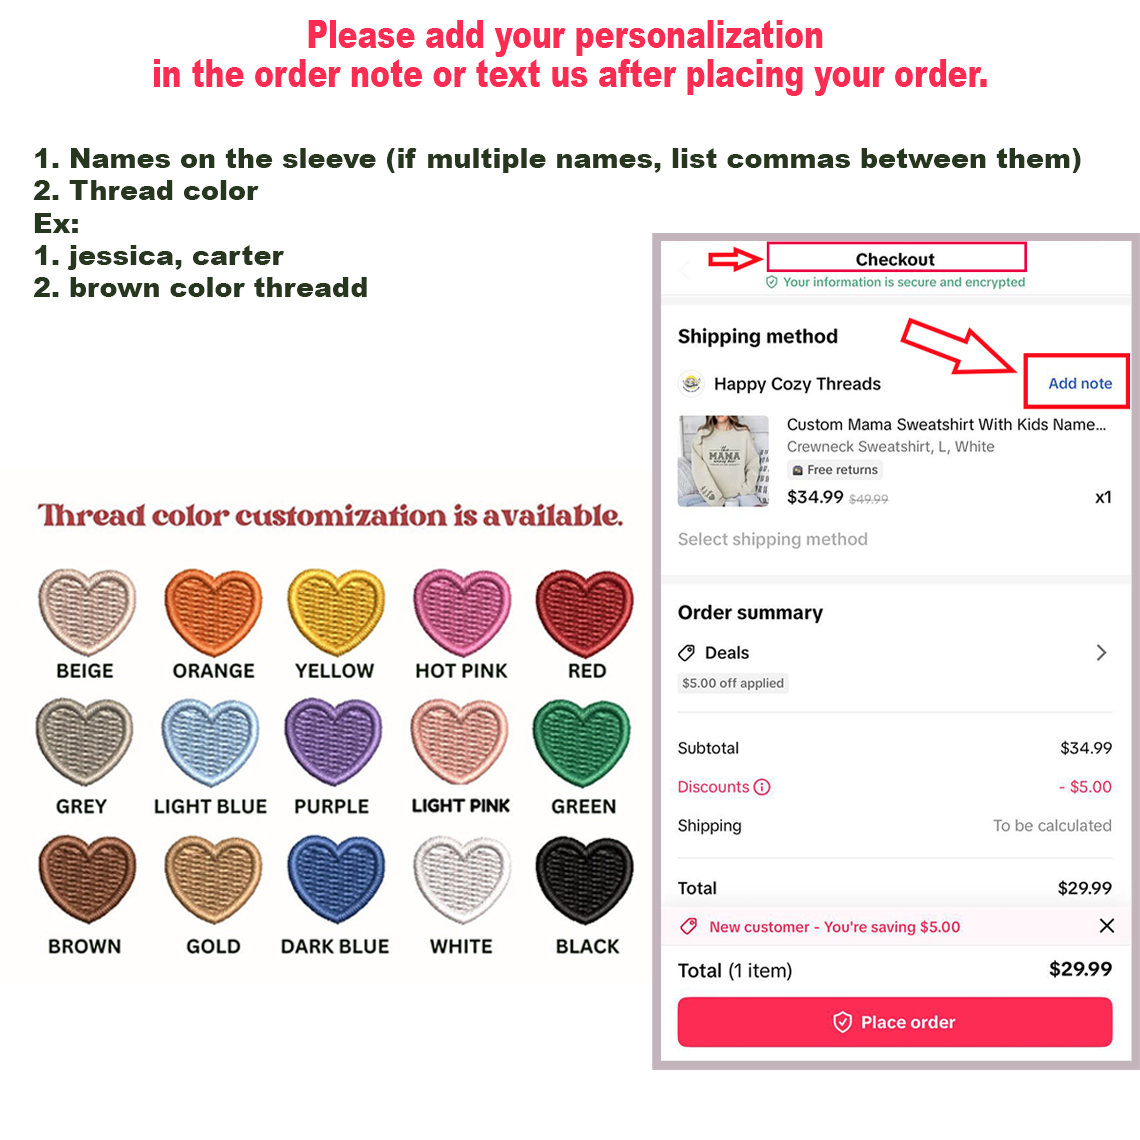 Please add your personalization
in the order note or text us after placing your order.
1. Names on the sleeve (if multiple names, list commas between them)
2. Thread color
Ex:
1. jessica, carter
2. brown color threadd
Thread color customization is available.
BEIGE
ORANGE
YELLOW
HOT PINK
RED
GREY
LIGHT BLUE
PURPLE
LIGHT PINK
GREEN
BROWN
GOLD
DARK BLUE
WHITE
BLACK
Checkout
Your information is secure and encrypted
Shipping method
Happy Cozy Threads
Add note
Custom Mama Sweatshirt With Kids Name...
Crewneck Sweatshirt, L, White
Free returns
$34.99 $49.99
x1
MAMA
Select shipping method
Order summary
Deals
$5.00 off applied
Subtotal $34.99
Discounts - $5.00
Shipping To be calculated
Total $29.99
New customer - You're saving $5.00
Total (1 item) $29.99
Place order